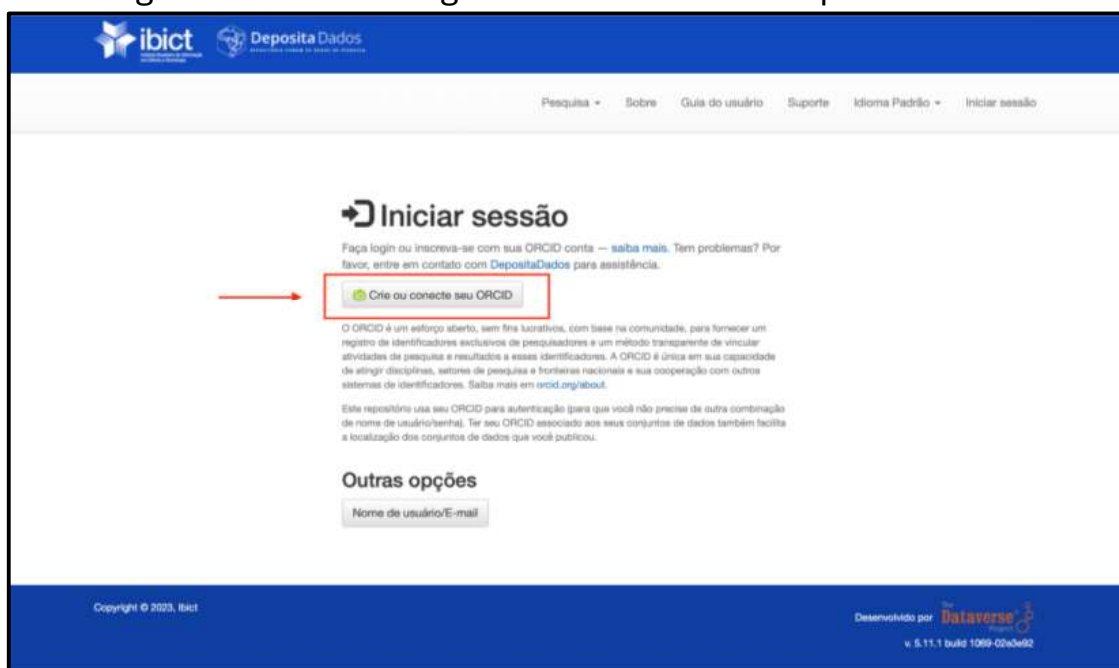 ibict
Deposita Dados
Pesquisa
Sobre
Guia do usuário
Suporte
Idioma Padrão
Iniciar sessão
Iniciar sessão
Faça login ou inscreva-se com sua ORCID conta — saiba mais. Tem problemas? Por
favor, entre em contato com DepositaDados para assistência.
Crie ou conecte seu ORCID
O ORCID é um esforço aberto, sem fins lucrativos, com base na comunidade, para fornecer um
registro de identificadores exclusivos de pesquisadores e um método transparente de vincular
atividades de pesquisa e resultados a esses identificadores. A ORCID é única em sua capacidade
de atingir disciplinas, setores de pesquisa e fronteiras nacionais e sua cooperação com outros
sistemas de identificadores. Saiba mais em orcid.org/about.
Este repositório usa seu ORCID para autenticação (para que você não precise de outra combinação
de nome de usuário/senha). Ter seu ORCID associado aos seus conjuntos de dados também facilita
a localização dos conjuntos de dados que você publicou.
Outras opções
Nome de usuário/E-mail
Copyright © 2023, Ibict
Desenvolvido por The Dataverse Project
v. 5.11.1 build 1069-02e3e92